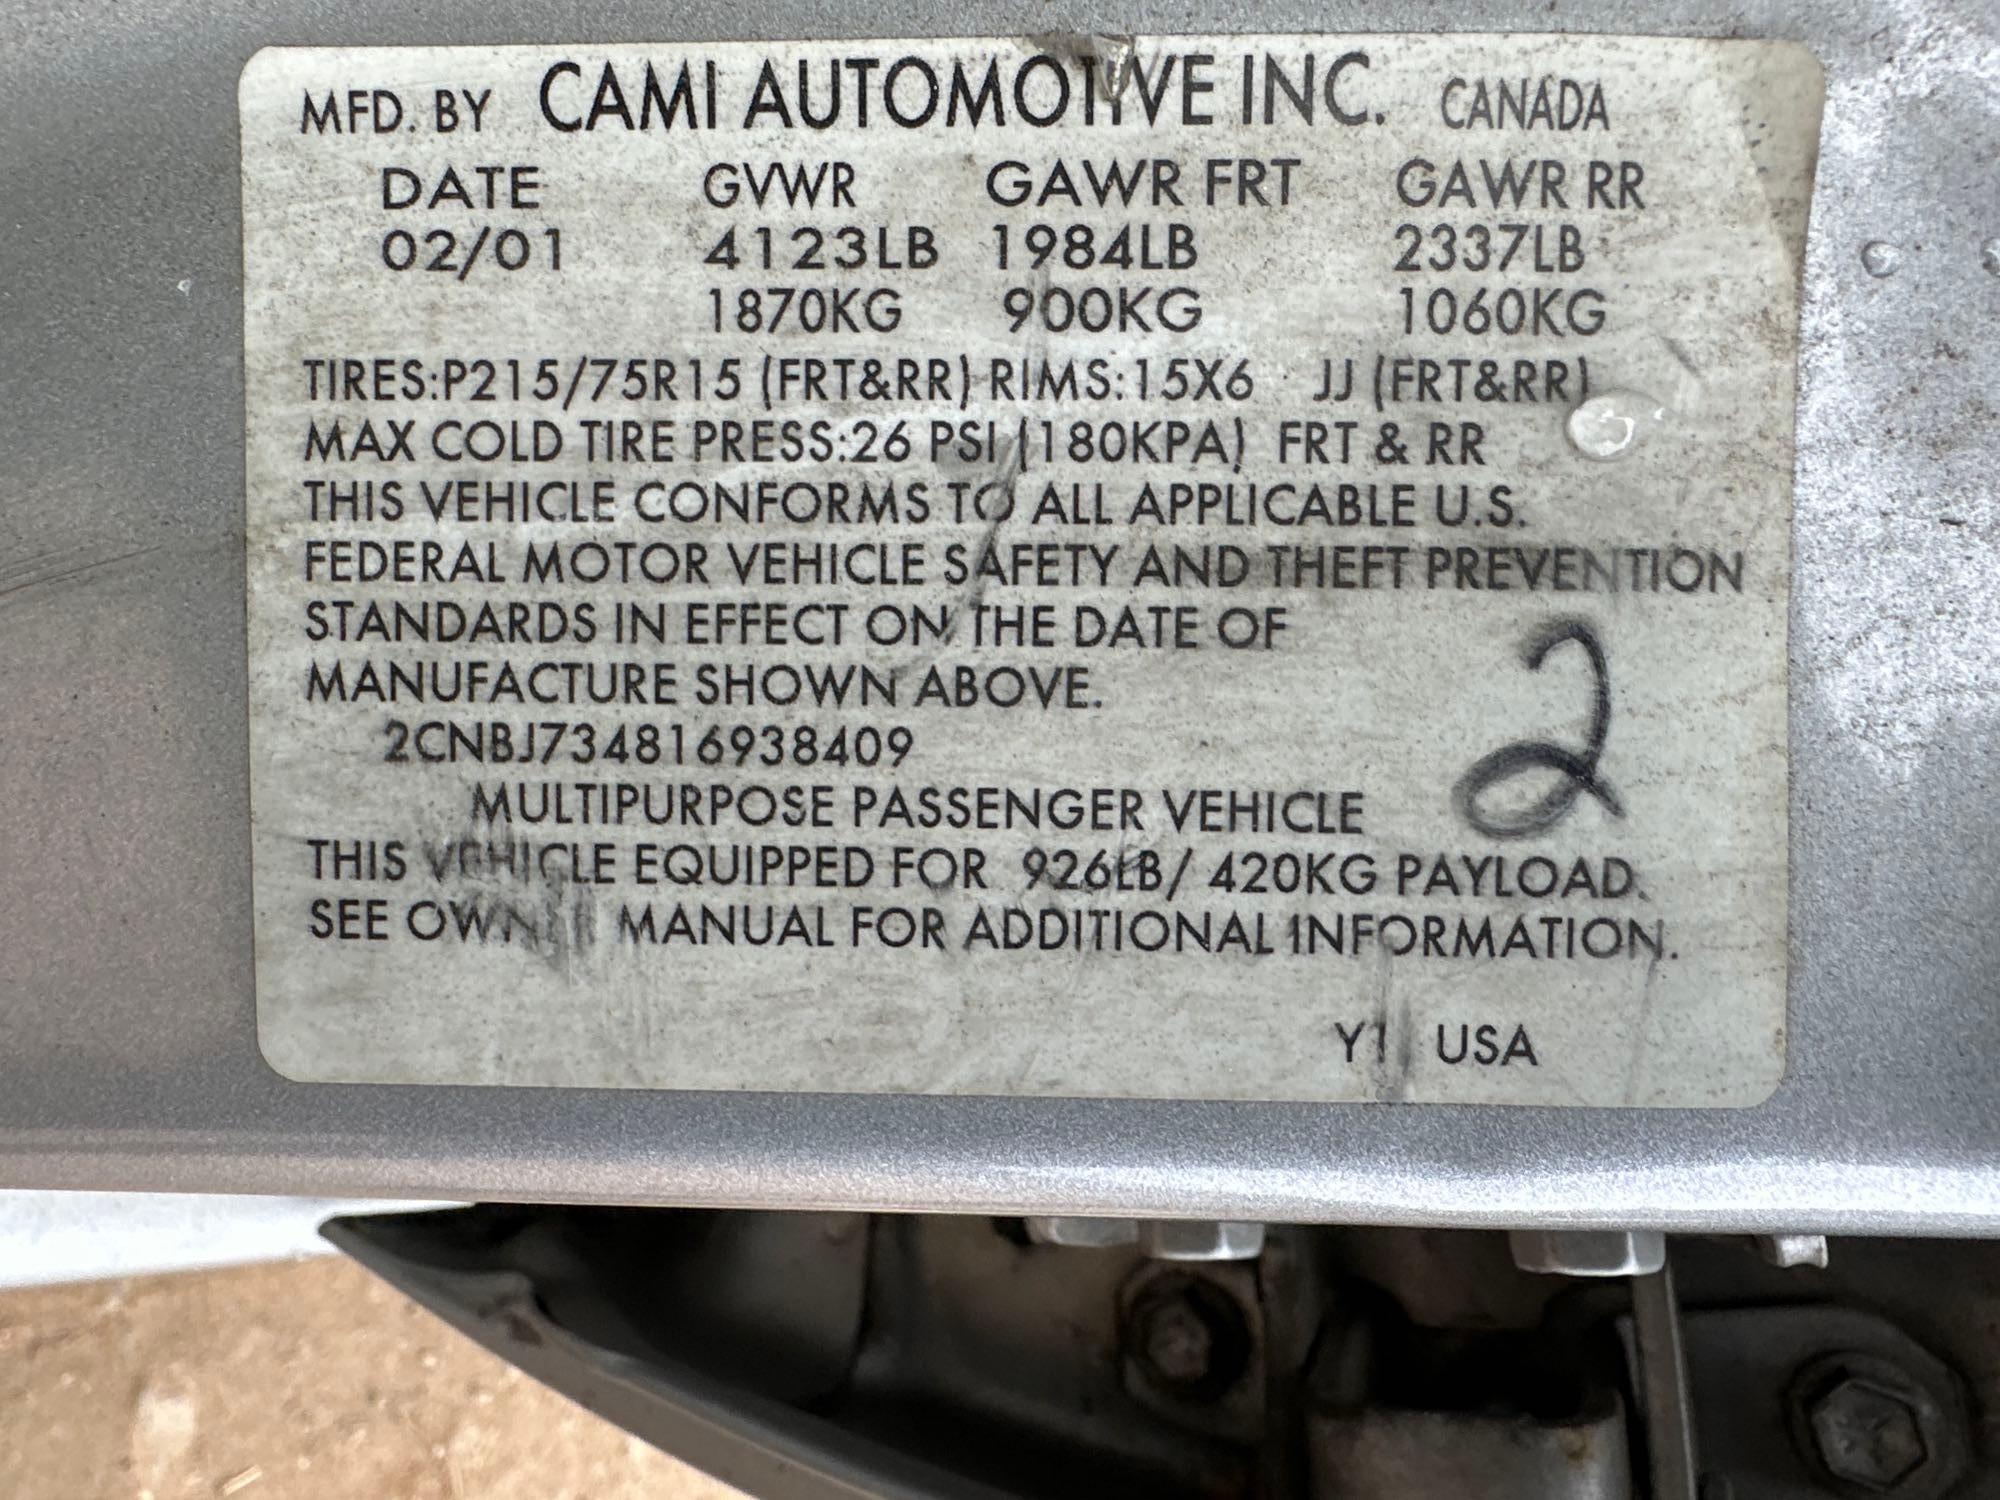 MFD. BY CAMI AUTOMOTIVE INC. CANADA
DATE GVWR GAWR FRT GAWR RR
02/01 4123LB 1984LB 2337LB
1870KG 900KG 1060KG
TIRES:P215/75R15 (FRT&RR) RIMS:15X6 JJ (FRT&RR)
MAX COLD TIRE PRESS:26 PSI (180KPA) FRT & RR
THIS VEHICLE CONFORMS TO ALL APPLICABLE U.S.
FEDERAL MOTOR VEHICLE SAFETY AND THEFT PREVENTION
STANDARDS IN EFFECT ON THE DATE OF
MANUFACTURE SHOWN ABOVE.
2
2CNBJ734816938409
MULTIPURPOSE PASSENGER VEHICLE
THIS VEHICLE EQUIPPED FOR 926LB/ 420KG PAYLOAD.
SEE MANUAL FOR ADDITIONAL INFORMATION.
Y1 USA